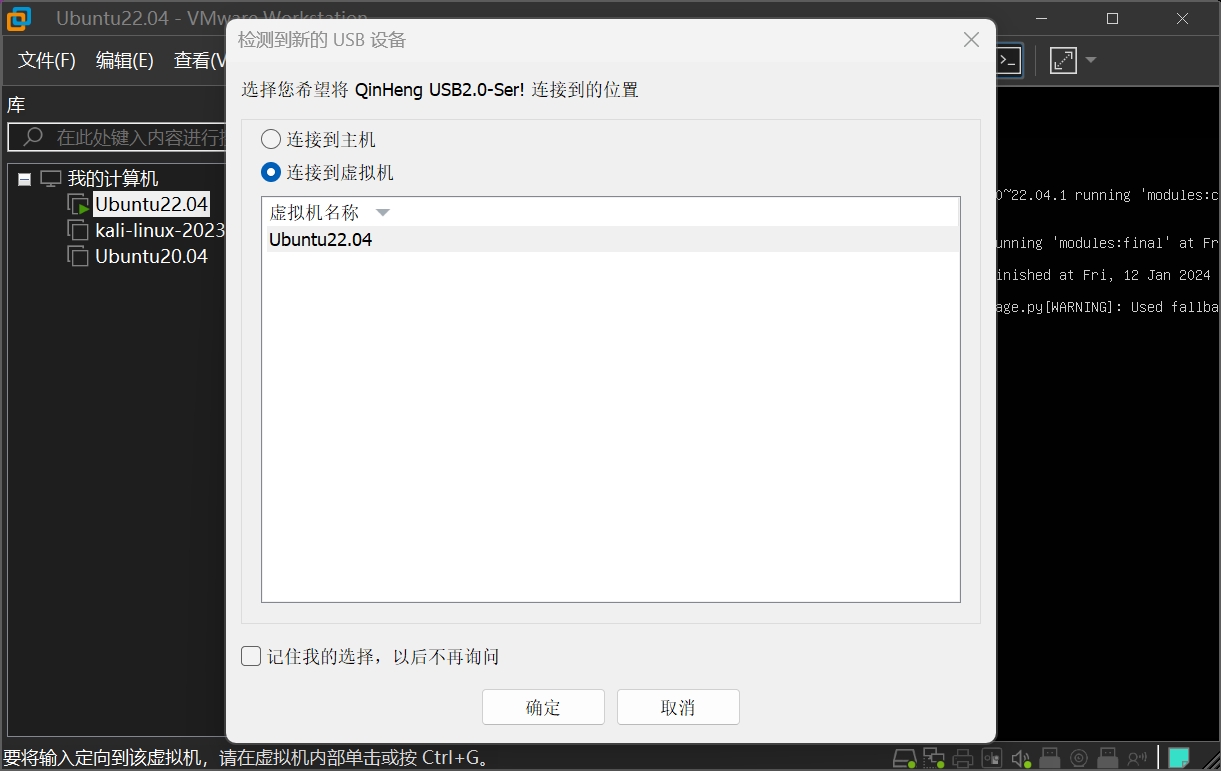 Ubuntu22.04 - VMware Workstation
检测到新的 USB 设备
文件(F) 编辑(E) 查看(V
选择您希望将 QinHeng USB2.0-Ser! 连接到的位置
库
在此处键入内容进行
连接到主机
连接到虚拟机
我的计算机
Ubuntu22.04
kali-linux-2023
Ubuntu20.04
虚拟机名称
Ubuntu22.04
0~22.04.1 running 'modules:c
unning 'modules:final' at Fr
inished at Fri, 12 Jan 2024
age.py[WARNING]: Used fallba
记住我的选择，以后不再询问
确定 取消
要将输入定向到该虚拟机，请在虚拟机内部单击或按 Ctrl+G。